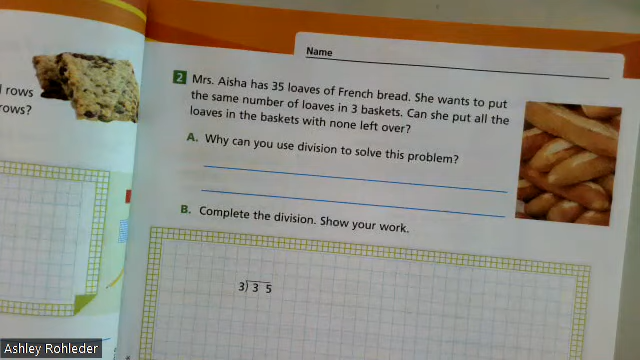 Name
l rows
rows?
2 Mrs. Aisha has 35 loaves of French bread. She wants to put
the same number of loaves in 3 baskets. Can she put all the
loaves in the baskets with none left over?
A. Why can you use division to solve this problem?
B. Complete the division. Show your work.
3) 3 5
Ashley Rohleder